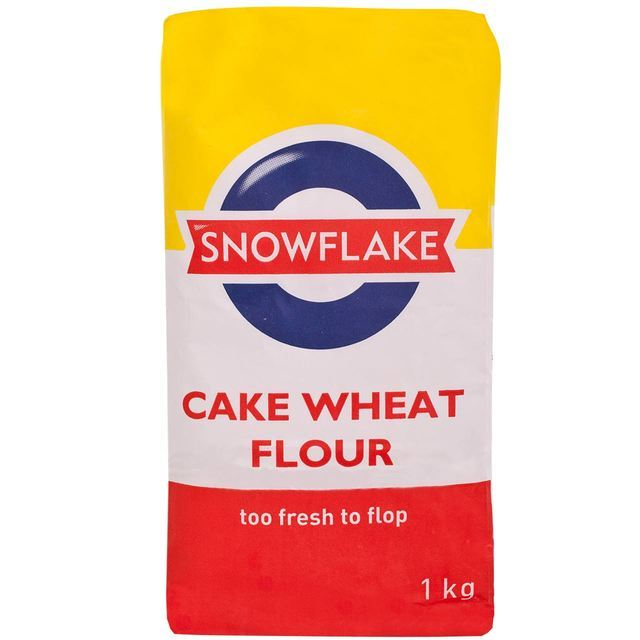 SNOWFLAKE
CAKE WHEAT
FLOUR
too fresh to flop
1 kg